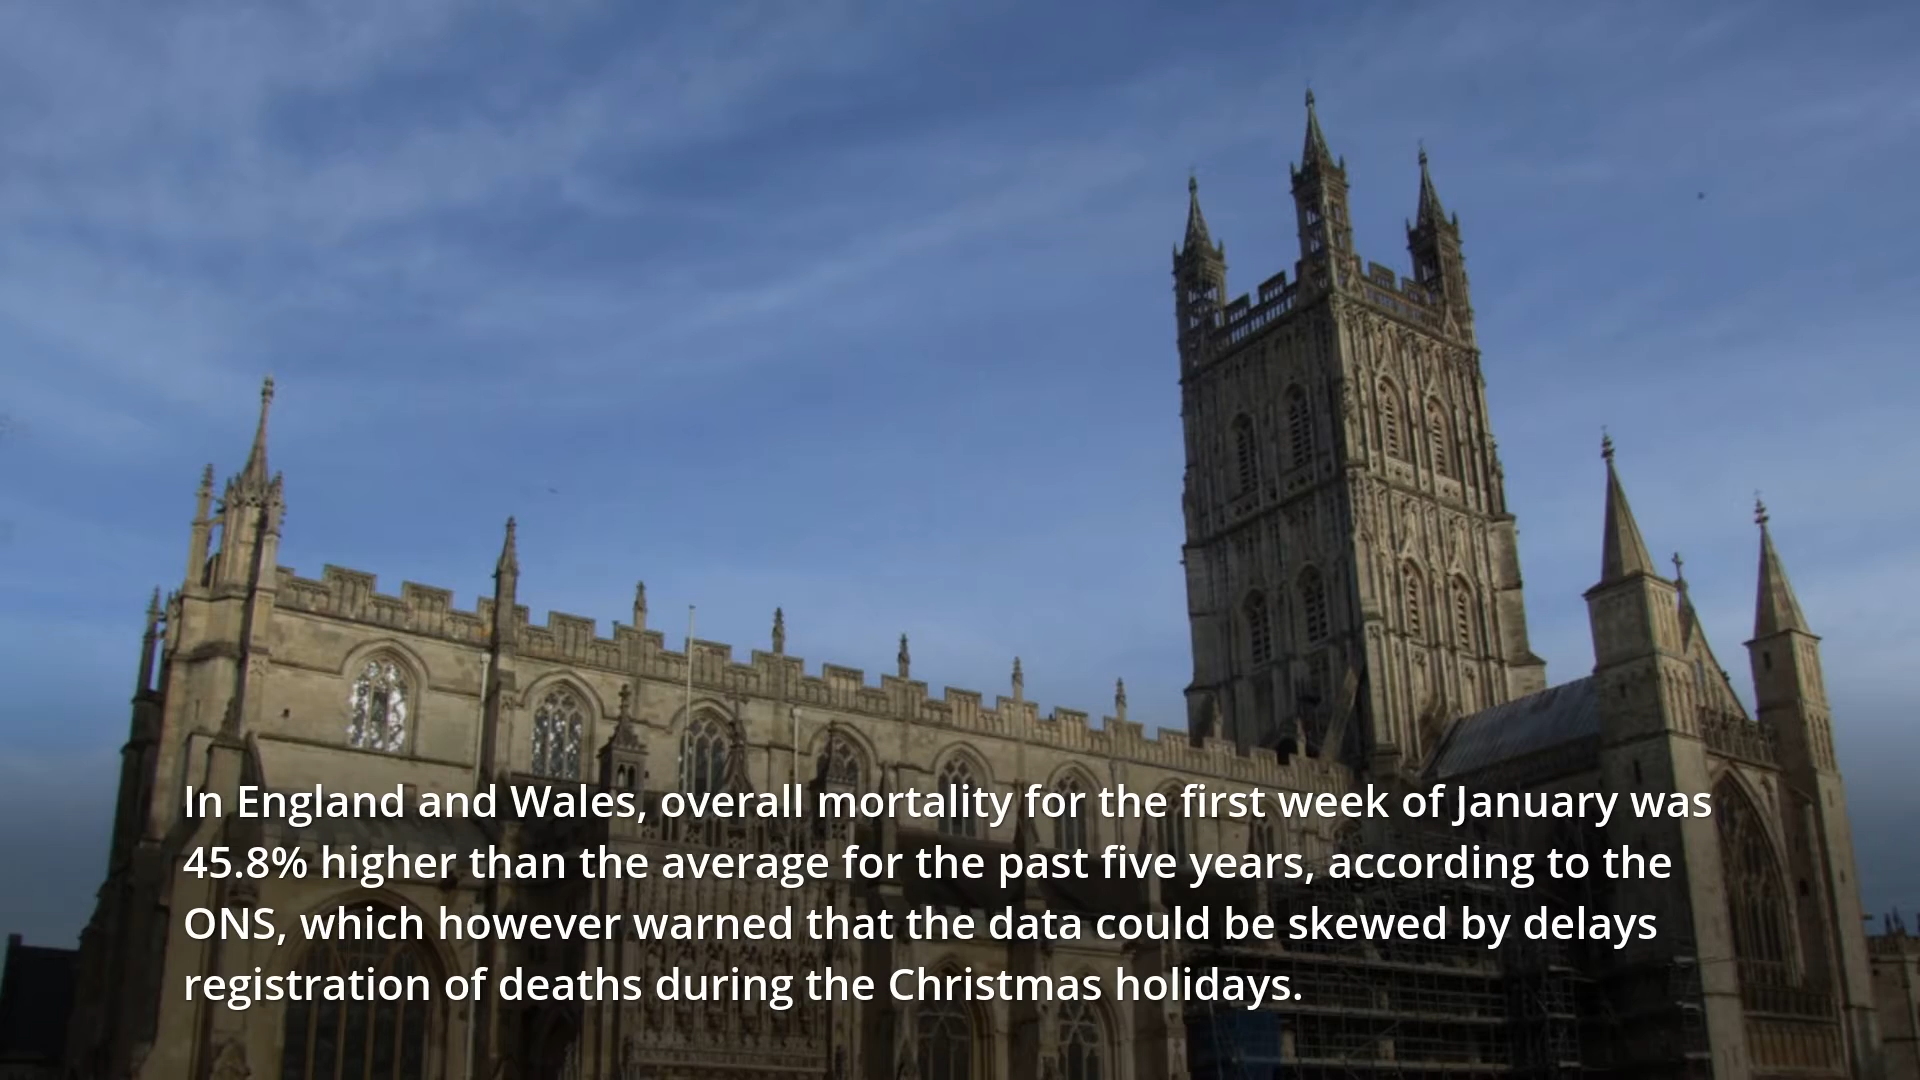 In England and Wales, overall mortality for the first week of January was
45.8% higher than the average for the past five years, according to the
ONS, which however warned that the data could be skewed by delays
registration of deaths during the Christmas holidays.